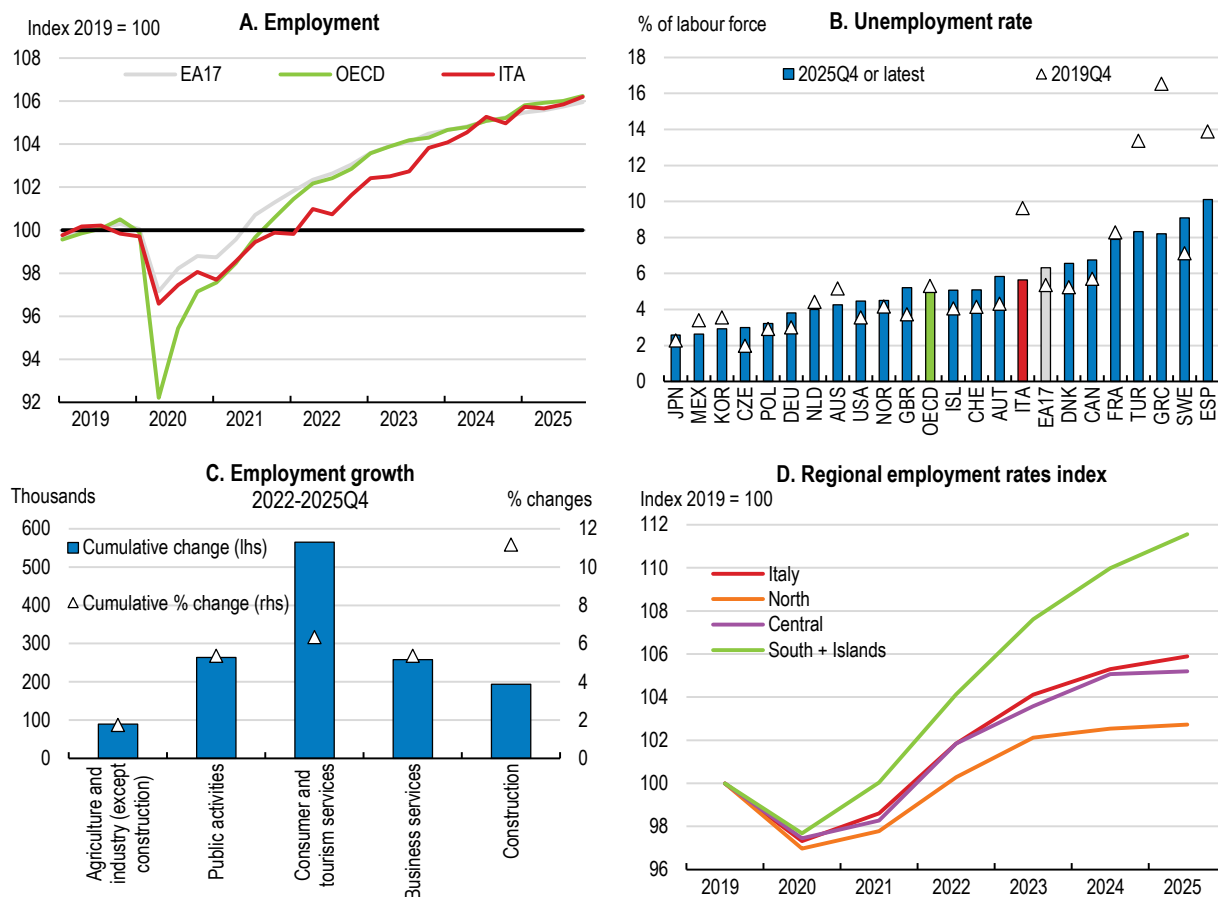 A. Employment
Index 2019 = 100
EA17
OECD
ITA
108
106
104
102
100
98
96
94
92
2019
2020
2021
2022
2023
2024
2025
B. Unemployment rate
% of labour force
2025Q4 or latest
2019Q4
18
16
14
12
10
8
6
4
2
0
JPN
MEX
KOR
CZE
POL
DEU
NLD
AUS
USA
NOR
GBR
OECD
ISL
CHE
AUT
ITA
EA17
DNK
CAN
FRA
TUR
GRC
SWE
ESP
C. Employment growth
2022-2025Q4
Thousands
% changes
Cumulative change (lhs)
Cumulative % change (rhs)
600
500
400
300
200
100
0
12
10
8
6
4
2
0
Agriculture and
industry (except
construction)
Public activities
Consumer and
tourism services
Business services
Construction
D. Regional employment rates index
Index 2019 = 100
Italy
North
Central
South + Islands
112
110
108
106
104
102
100
98
96
2019
2020
2021
2022
2023
2024
2025